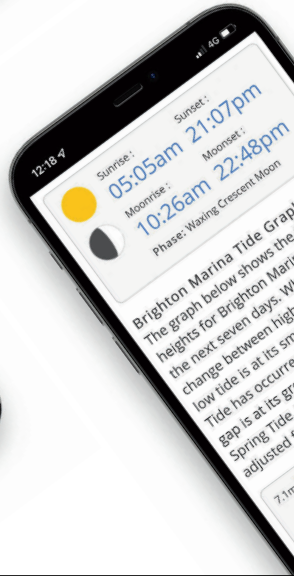 12:18
4G
Sunrise :
Sunset :
05:05am 21:07pm
Moonrise :
Moonset :
10:26am 22:48pm
Phase: Waxing Crescent Moon
Brighton Marina Tide Grap
The graph below shows the
heights for Brighton Marin
the next seven days. W
change between high
low tide is at its sm
Tide has occurre
gap is at its gr
Spring Tide
adjusted f
7.1m